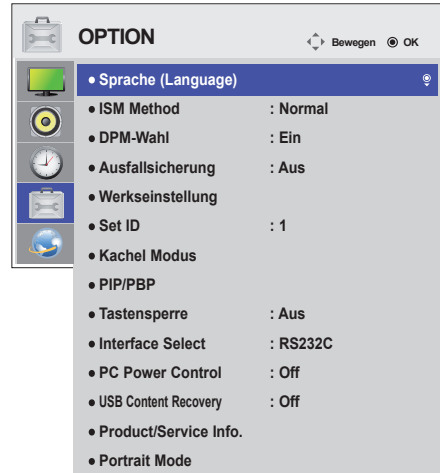 OPTION Bewegen OK
• Sprache (Language)
• ISM Method : Normal
• DPM-Wahl : Ein
• Ausfallsicherung : Aus
• Werkseinstellung
• Set ID : 1
• Kachel Modus
• PIP/PBP
• Tastensperre : Aus
• Interface Select : RS232C
• PC Power Control : Off
• USB Content Recovery : Off
• Product/Service Info.
• Portrait Mode